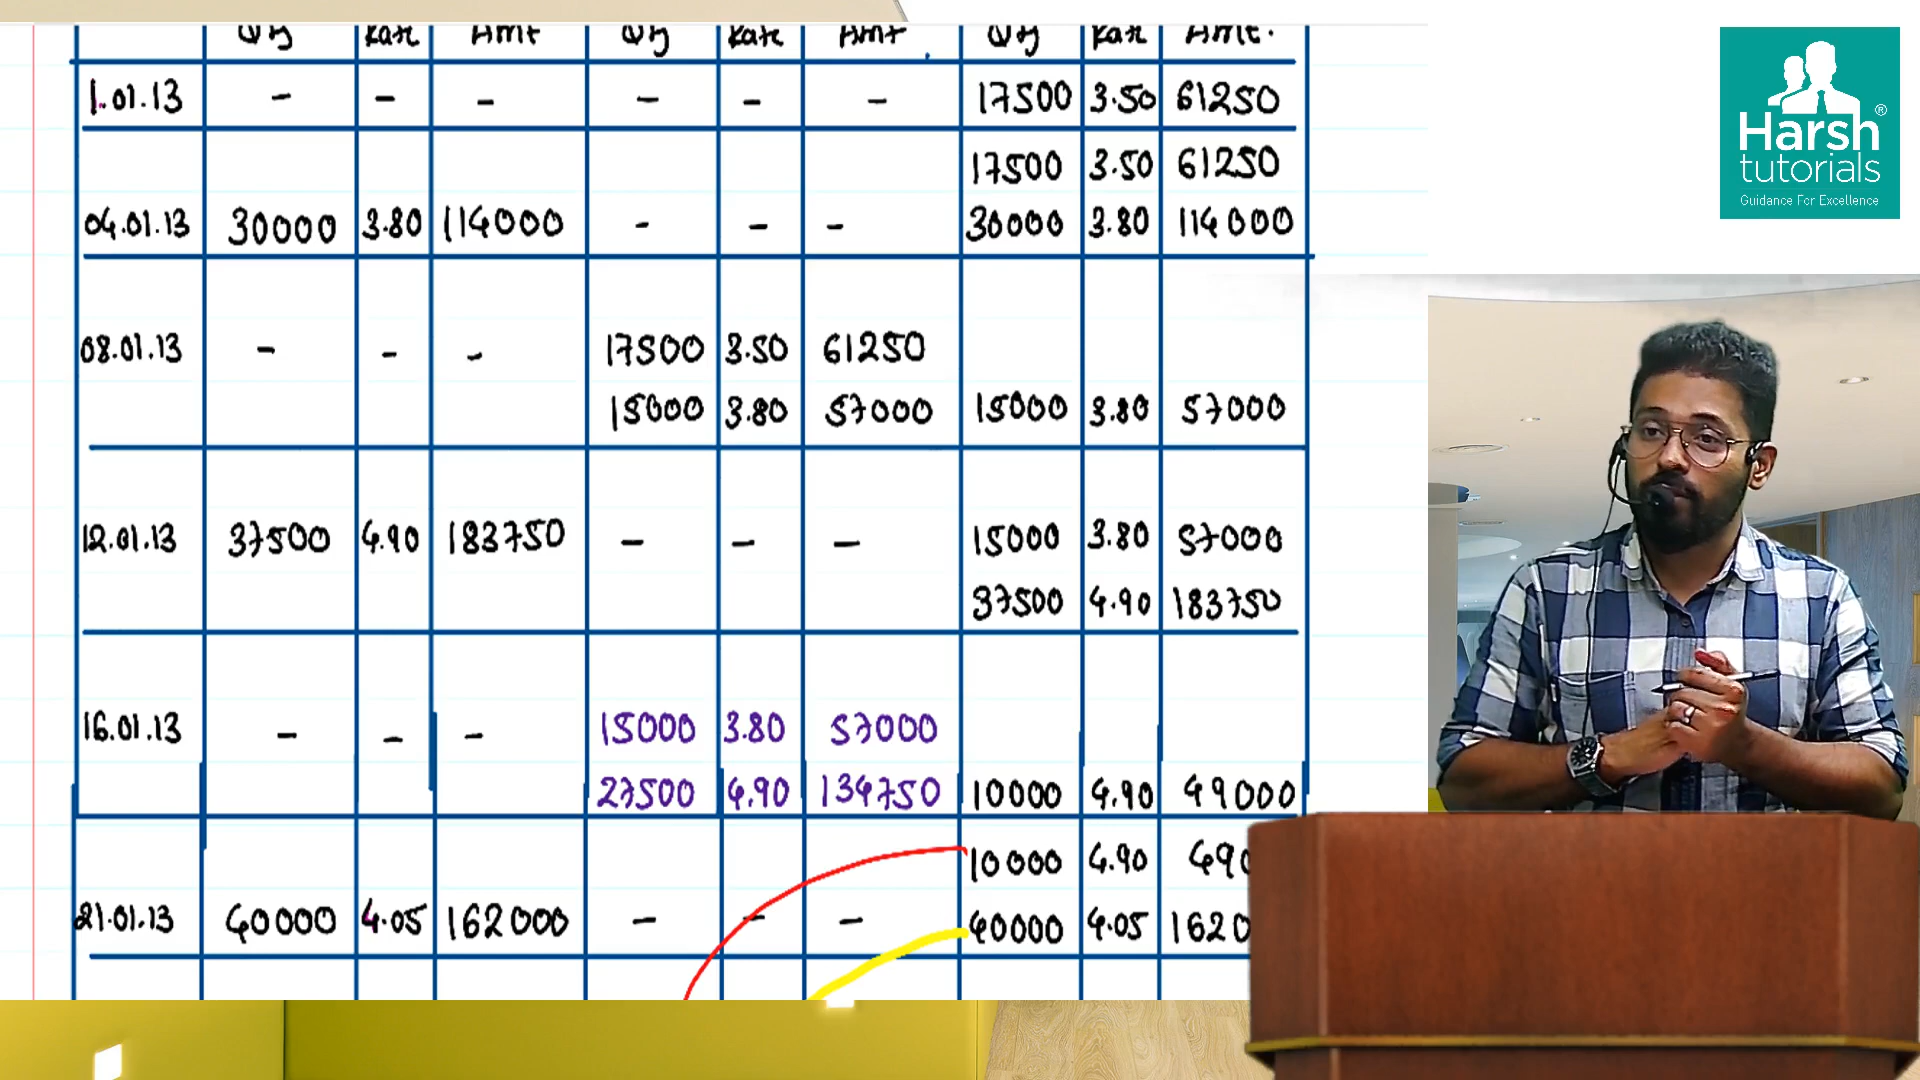 Qty Rate Amt Qty Rate Amt Qty Rate Amt.
1.01.13 - - - - - - 17500 3.50 61250
17500 3.50 61250
04.01.13 30000 3.80 114000 - - - 30000 3.80 114000
08.01.13 - - - 17500 3.50 61250
15000 3.80 57000 15000 3.80 57000
12.01.13 37500 4.90 183750 - - - 15000 3.80 57000
37500 4.90 183750
16.01.13 - - - 15000 3.80 57000
27500 4.90 134750 10000 4.90 49000
10000 4.90 490
21.01.13 40000 4.05 162000 - - - 40000 4.05 1620
Harsh®
tutorials
Guidance For Excellence